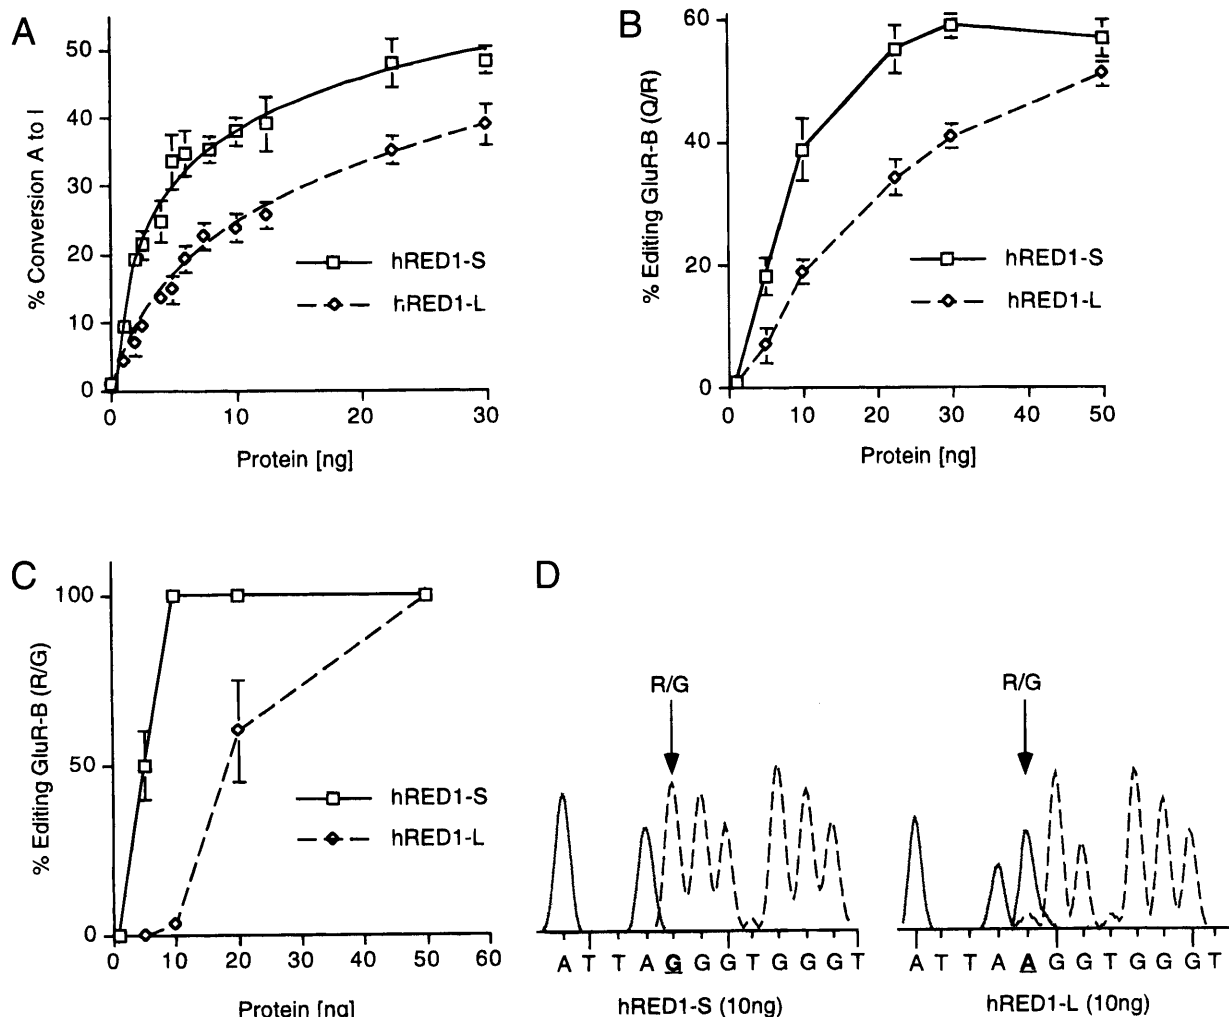 A
% Conversion A to I
50
40
30
20
10
0
0 10 20 30
Protein [ng]
hRED1-S
hRED1-L
B
% Editing GluR-B (Q/R)
60
40
20
0
0 10 20 30 40 50
Protein [ng]
hRED1-S
hRED1-L
C
% Editing GluR-B (R/G)
100
50
0
0 10 20 30 40 50 60
Protein [ng]
hRED1-S
hRED1-L
D
R/G
A T T A G G G T G G G T
hRED1-S (10ng)
R/G
A T T A A G G T G G G T
hRED1-L (10ng)